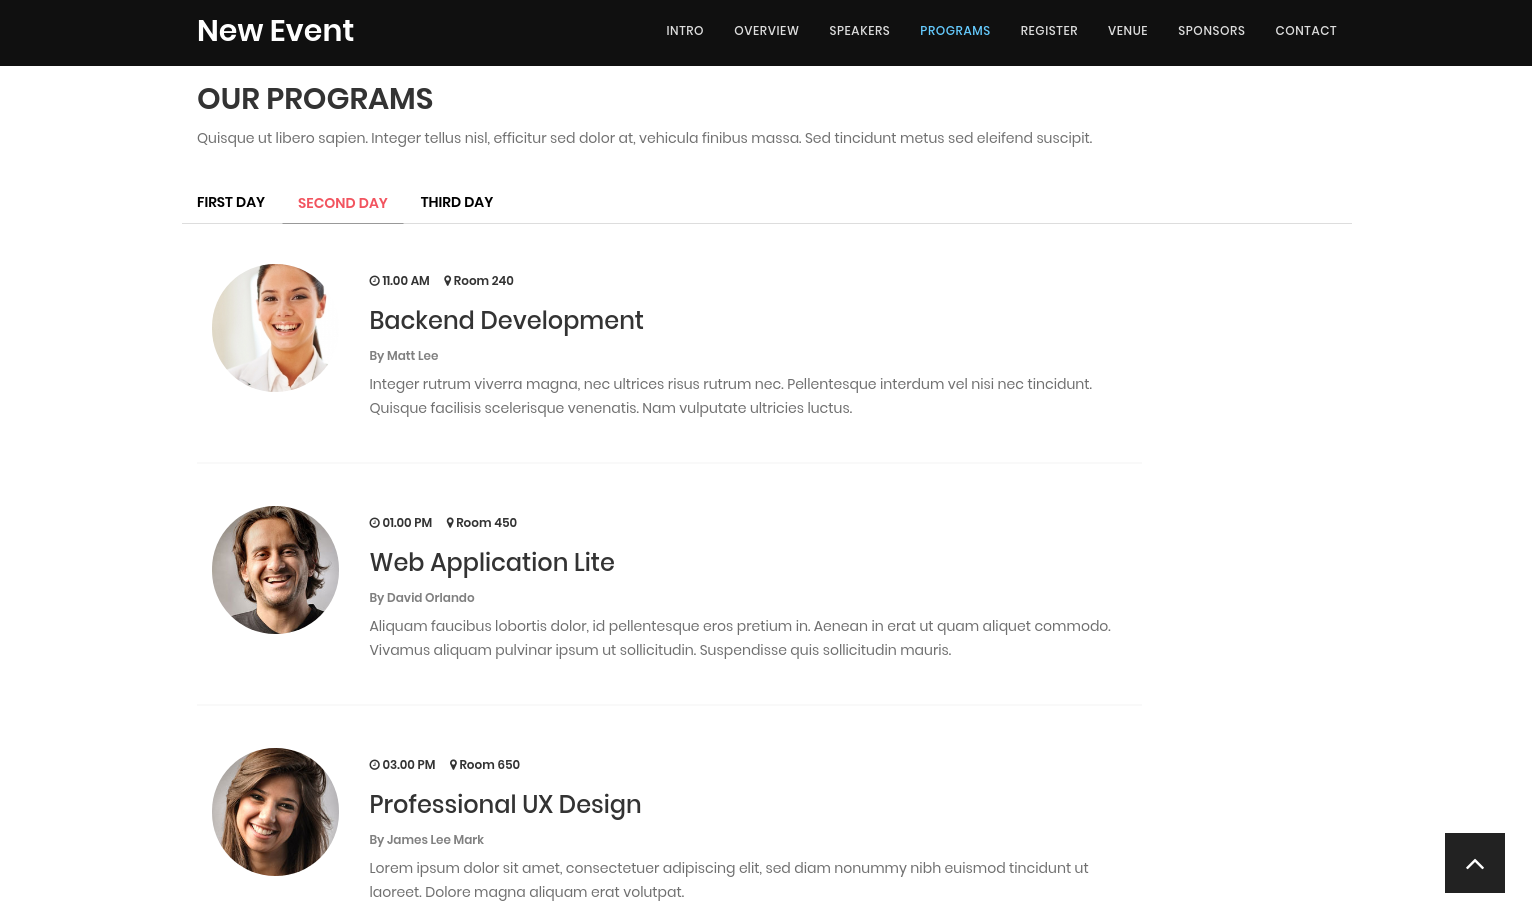 New Event
INTRO OVERVIEW SPEAKERS PROGRAMS REGISTER VENUE SPONSORS CONTACT
OUR PROGRAMS
Quisque ut libero sapien. Integer tellus nisl, efficitur sed dolor at, vehicula finibus massa. Sed tincidunt metus sed eleifend suscipit.
FIRST DAY SECOND DAY THIRD DAY
11.00 AM Room 240
Backend Development
By Matt Lee
Integer rutrum viverra magna, nec ultrices risus rutrum nec. Pellentesque interdum vel nisi nec tincidunt.
Quisque facilisis scelerisque venenatis. Nam vulputate ultricies luctus.
01.00 PM Room 450
Web Application Lite
By David Orlando
Aliquam faucibus lobortis dolor, id pellentesque eros pretium in. Aenean in erat ut quam aliquet commodo.
Vivamus aliquam pulvinar ipsum ut sollicitudin. Suspendisse quis sollicitudin mauris.
03.00 PM Room 650
Professional UX Design
By James Lee Mark
Lorem ipsum dolor sit amet, consectetuer adipiscing elit, sed diam nonummy nibh euismod tincidunt ut
laoreet. Dolore magna aliquam erat volutpat.